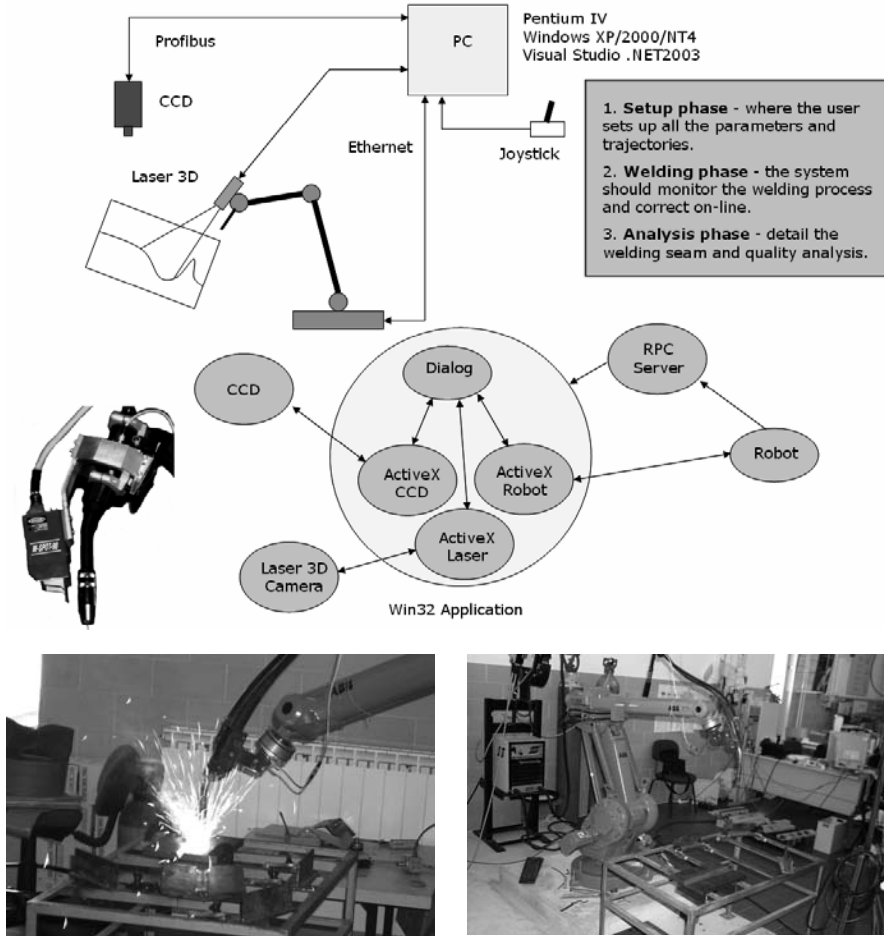 Profibus
PC
Pentium IV
Windows XP/2000/NT4
Visual Studio .NET2003
CCD
Ethernet
Joystick
Laser 3D
1. Setup phase - where the user
sets up all the parameters and
trajectories.
2. Welding phase - the system
should monitor the welding process
and correct on-line.
3. Analysis phase - detail the
welding seam and quality analysis.
CCD
Dialog
RPC
Server
ActiveX
CCD
ActiveX
Robot
Robot
ActiveX
Laser
Laser 3D
Camera
Win32 Application
M-SPOT-90
ABB